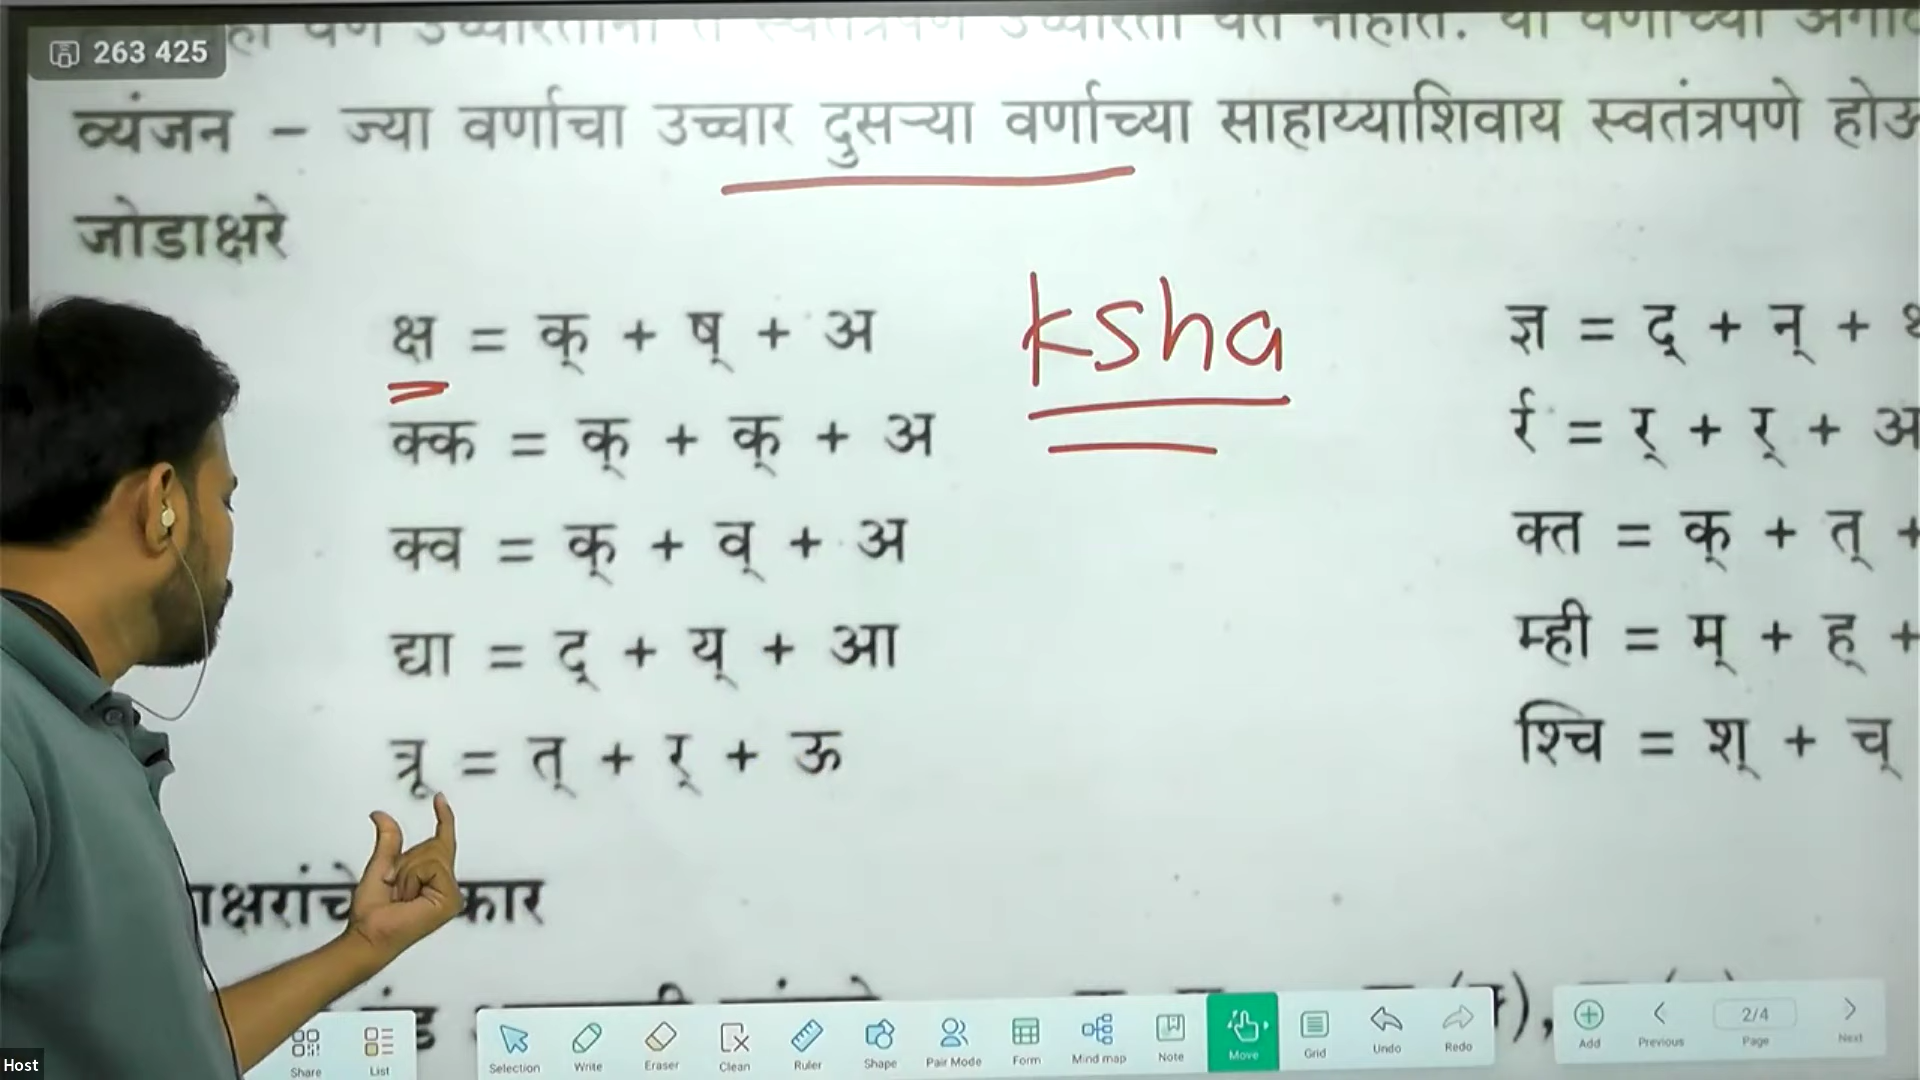 263 425
व्यंजन – ज्या वर्णाचा उच्चार दुसऱ्या वर्णाच्या साहाय्याशिवाय स्वतंत्रपणे
जोडाक्षरे
क्ष = क् + ष् + अ ksha ज्ञ = द् + न् +
क्क = क् + क् + अ र्र = र् + र् + अ
क्व = क् + व् + अ क्त = क् + त् +
द्या = द् + य् + आ म्ही = म् + ह् +
त्रू = त् + र् + ऊ श्चि = श् + च्
Share List Selection Write Eraser Clean Ruler Shape Pair Mode Form Mind map Note Move Grid Undo Redo Add Previous 2/4 Page Next
Host